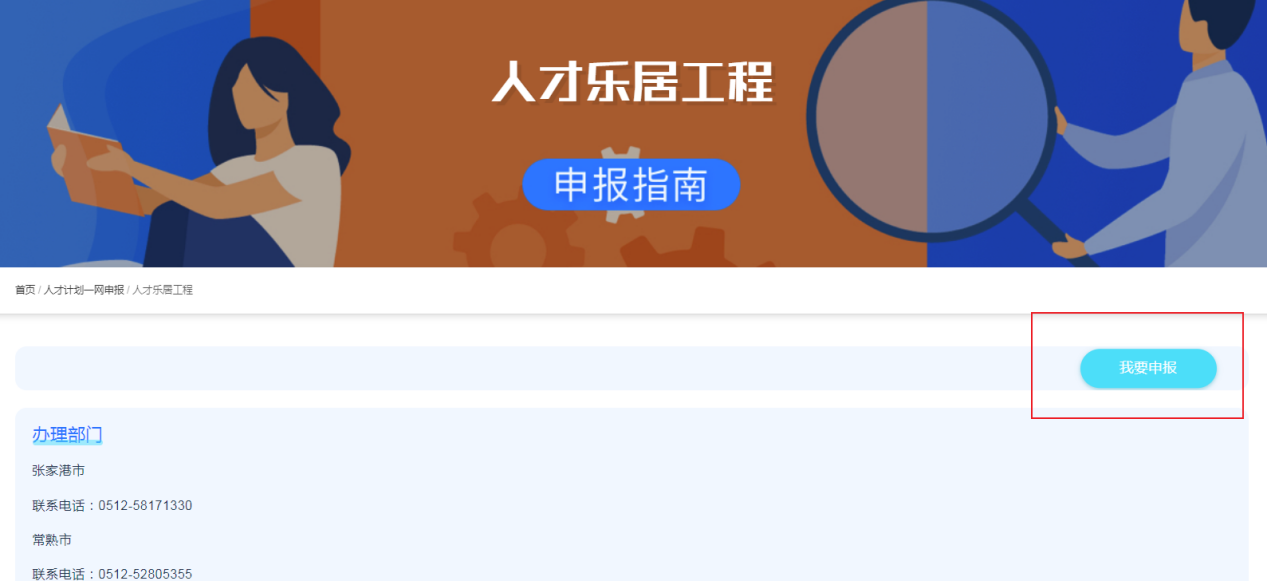 人才乐居工程
申报指南
首页 / 人才计划一网申报 / 人才乐居工程
我要申报
办理部门
张家港市
联系电话：0512-58171330
常熟市
联系电话：0512-52805355